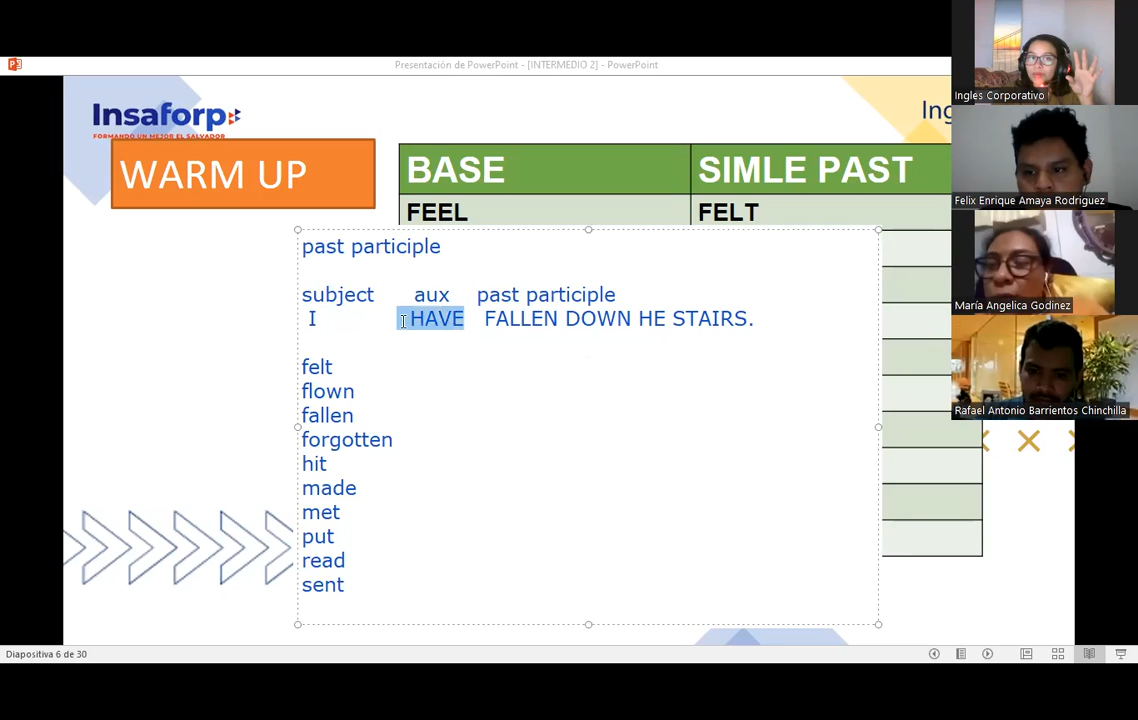 Presentación de PowerPoint - [INTERMEDIO 2] - PowerPoint
Insaforp
FORMANDO UN MEJOR EL SALVADOR
Ing
WARM UP
BASE SIMLE PAST
FEEL FELT
past participle
subject aux past participle
I HAVE FALLEN DOWN HE STAIRS.
felt
flown
fallen
forgotten
hit
made
met
put
read
sent
Diapositiva 6 de 30
Ingles Corporativo
Felix Enrique Amaya Rodriguez
María Angelica Godinez
Rafael Antonio Barrientos Chinchilla